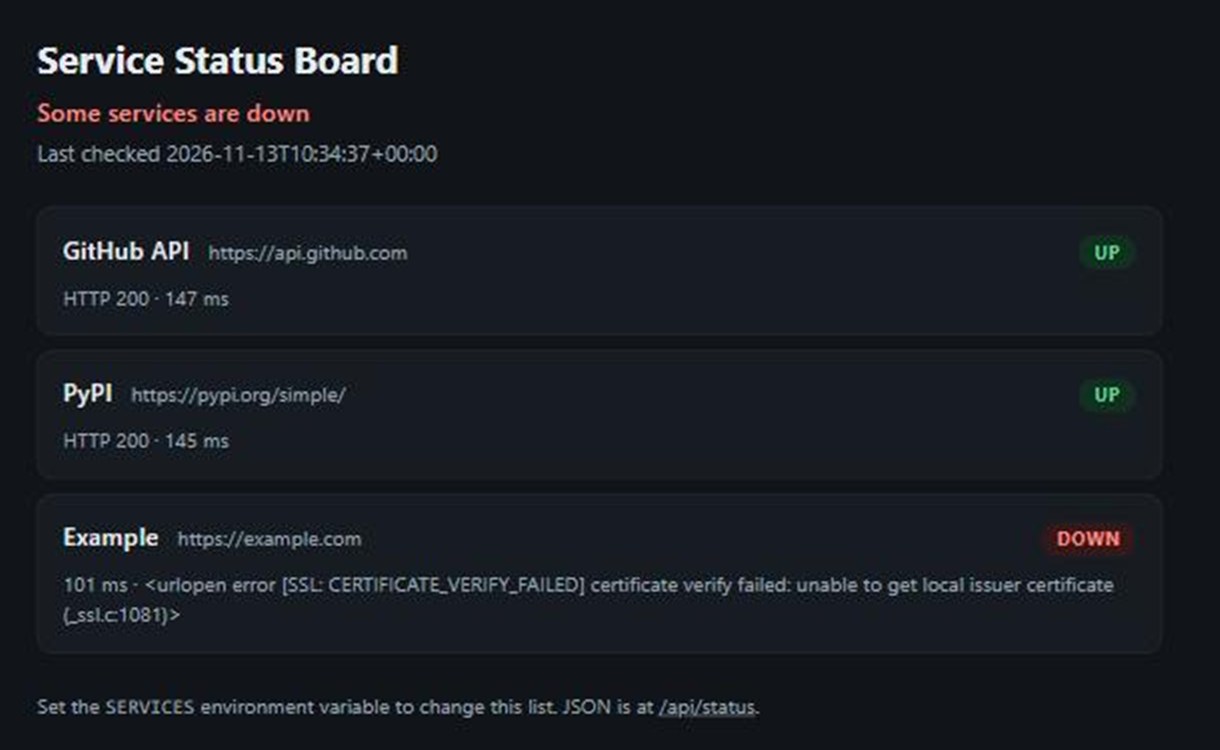 Service Status Board
Some services are down
Last checked 2026-11-13T10:34:37+00:00
GitHub API https://api.github.com UP
HTTP 200 · 147 ms
PyPI https://pypi.org/simple/ UP
HTTP 200 · 145 ms
Example https://example.com DOWN
101 ms · <urlopen error [SSL: CERTIFICATE_VERIFY_FAILED] certificate verify failed: unable to get local issuer certificate
(_ssl.c:1081)>
Set the SERVICES environment variable to change this list. JSON is at /api/status.